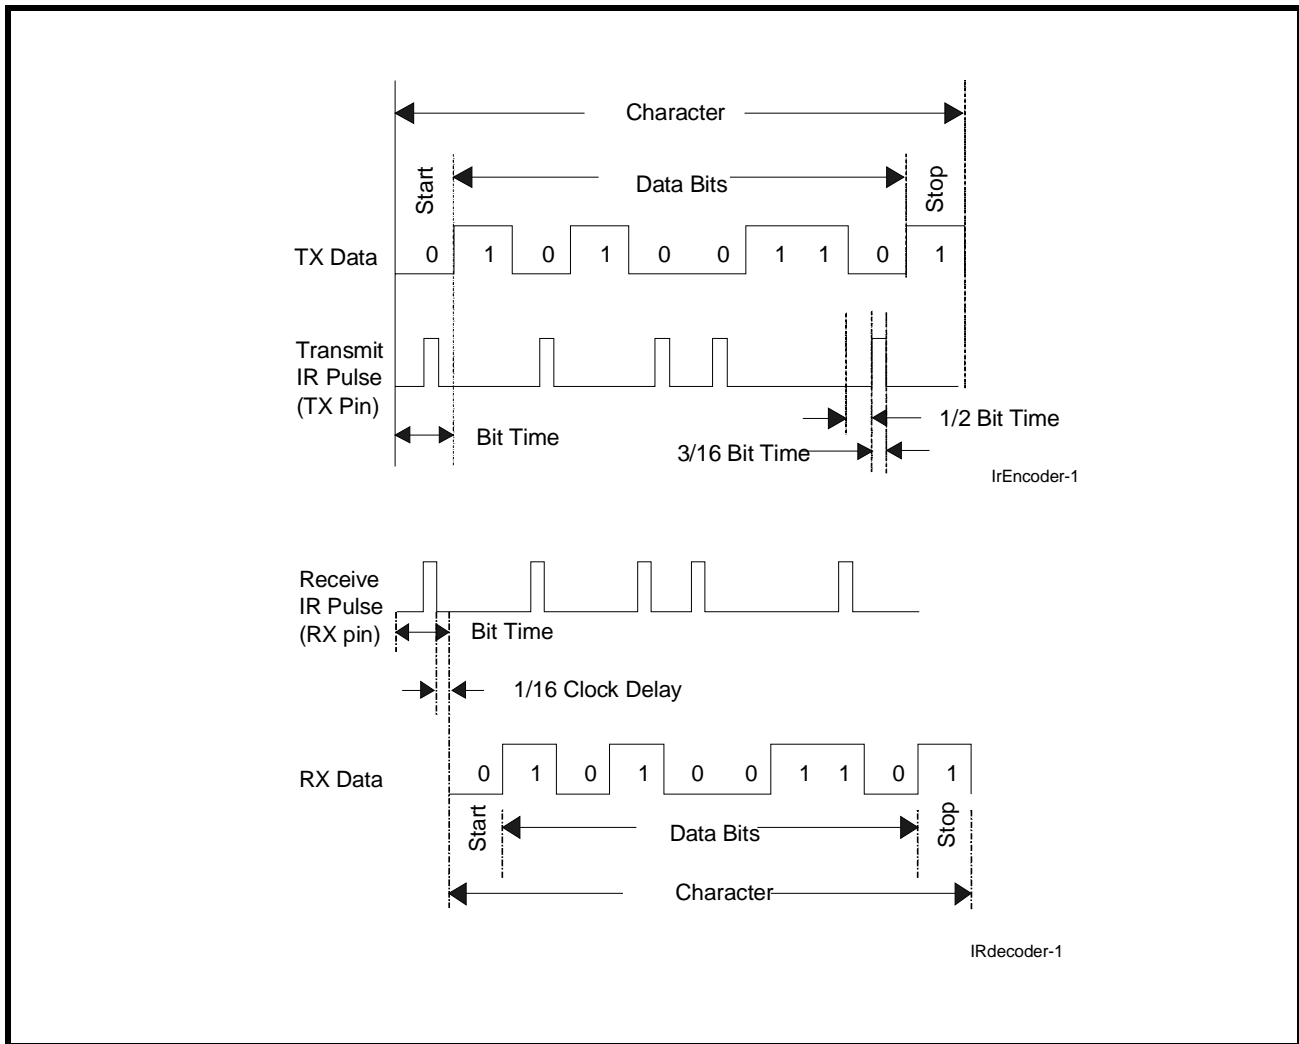 Character
Start
Data Bits
Stop
TX Data
0 1 0 1 0 0 1 1 0 1
Transmit
IR Pulse
(TX Pin)
Bit Time
1/2 Bit Time
3/16 Bit Time
IrEncoder-1
Receive
IR Pulse
(RX pin)
Bit Time
1/16 Clock Delay
RX Data
0 1 0 1 0 0 1 1 0 1
Start
Data Bits
Stop
Character
IRdecoder-1